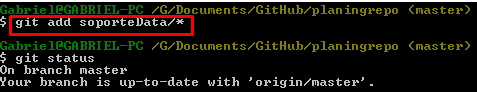 Gabriel@GABRIEL-PC /G/Documents/GitHub/planingrepo (master)
$ git add soporteData/*
Gabriel@GABRIEL-PC /G/Documents/GitHub/planingrepo (master)
$ git status
On branch master
Your branch is up-to-date with 'origin/master'.